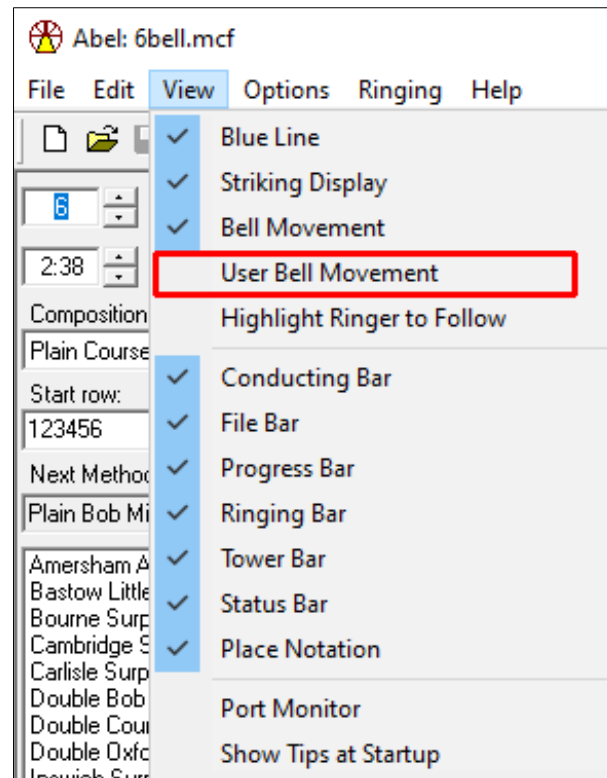 Abel: 6bell.mcf
File Edit View Options Ringing Help
Blue Line
Striking Display
6
Bell Movement
2:38
User Bell Movement
Composition
Highlight Ringer to Follow
Plain Course
Conducting Bar
Start row:
123456
File Bar
Next Method
Progress Bar
Plain Bob Mi
Ringing Bar
Amersham A
Tower Bar
Bastow Little
Bourne Surp
Status Bar
Cambridge S
Place Notation
Carlisle Surp
Double Bob
Port Monitor
Double Cour
Double Oxfo
Show Tips at Startup